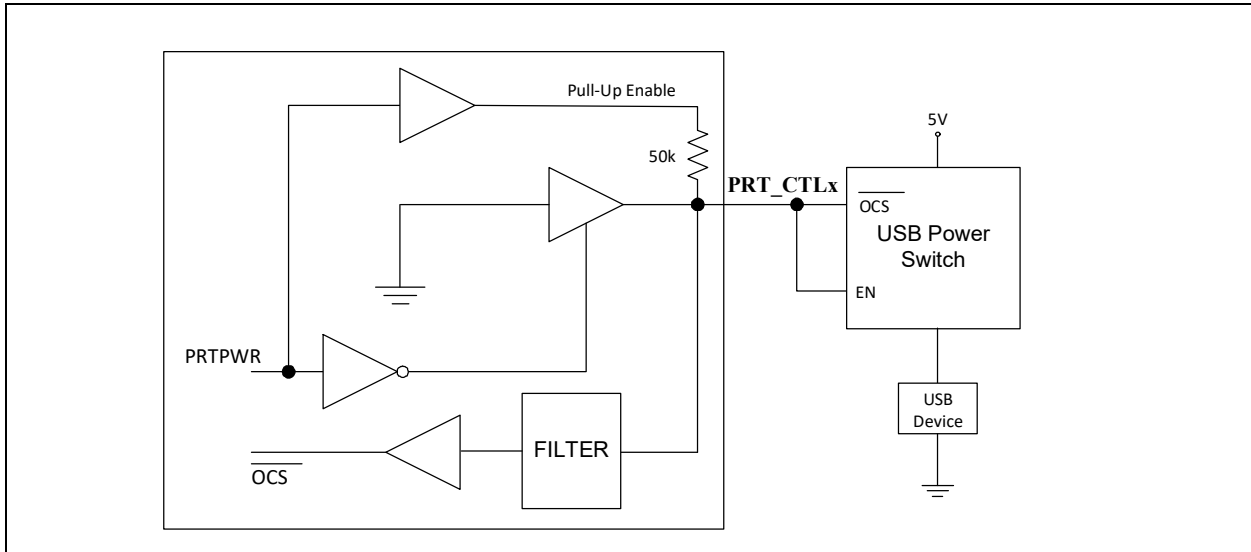 Pull-Up Enable
5V
50k
PRT_CTLx
OCS
USB Power
Switch
EN
PRTPWR
USB
Device
FILTER
OCS